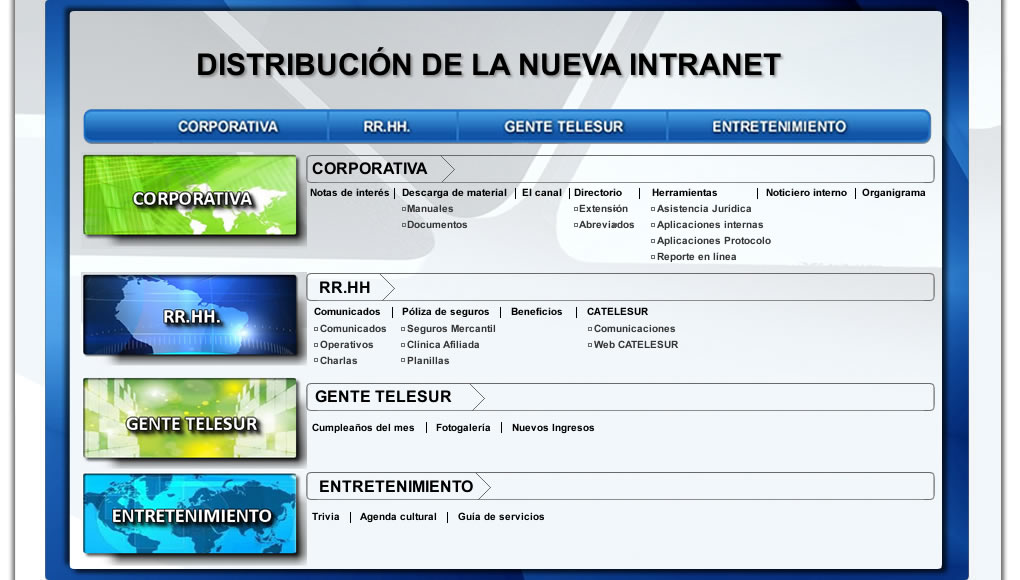 DISTRIBUCIÓN DE LA NUEVA INTRANET
CORPORATIVA RR.HH. GENTE TELESUR ENTRETENIMIENTO
CORPORATIVA
CORPORATIVA
Notas de interés | Descarga de material | El canal | Directorio | Herramientas | Noticiero interno | Organigrama
Manuales Extensión Asistencia Jurídica
Documentos Abreviados Aplicaciones internas
Aplicaciones Protocolo
Reporte en linea
RR.HH.
RR.HH
Comunicados | Póliza de seguros | Beneficios | CATELESUR
Comunicados Seguros Mercantil Comunicaciones
Operativos Clinica Afiliada Web CATELESUR
Charlas Planillas
GENTE TELESUR
GENTE TELESUR
Cumpleaños del mes | Fotogalería | Nuevos Ingresos
ENTRETENIMIENTO
ENTRETENIMIENTO
Trivia | Agenda cultural | Guía de servicios